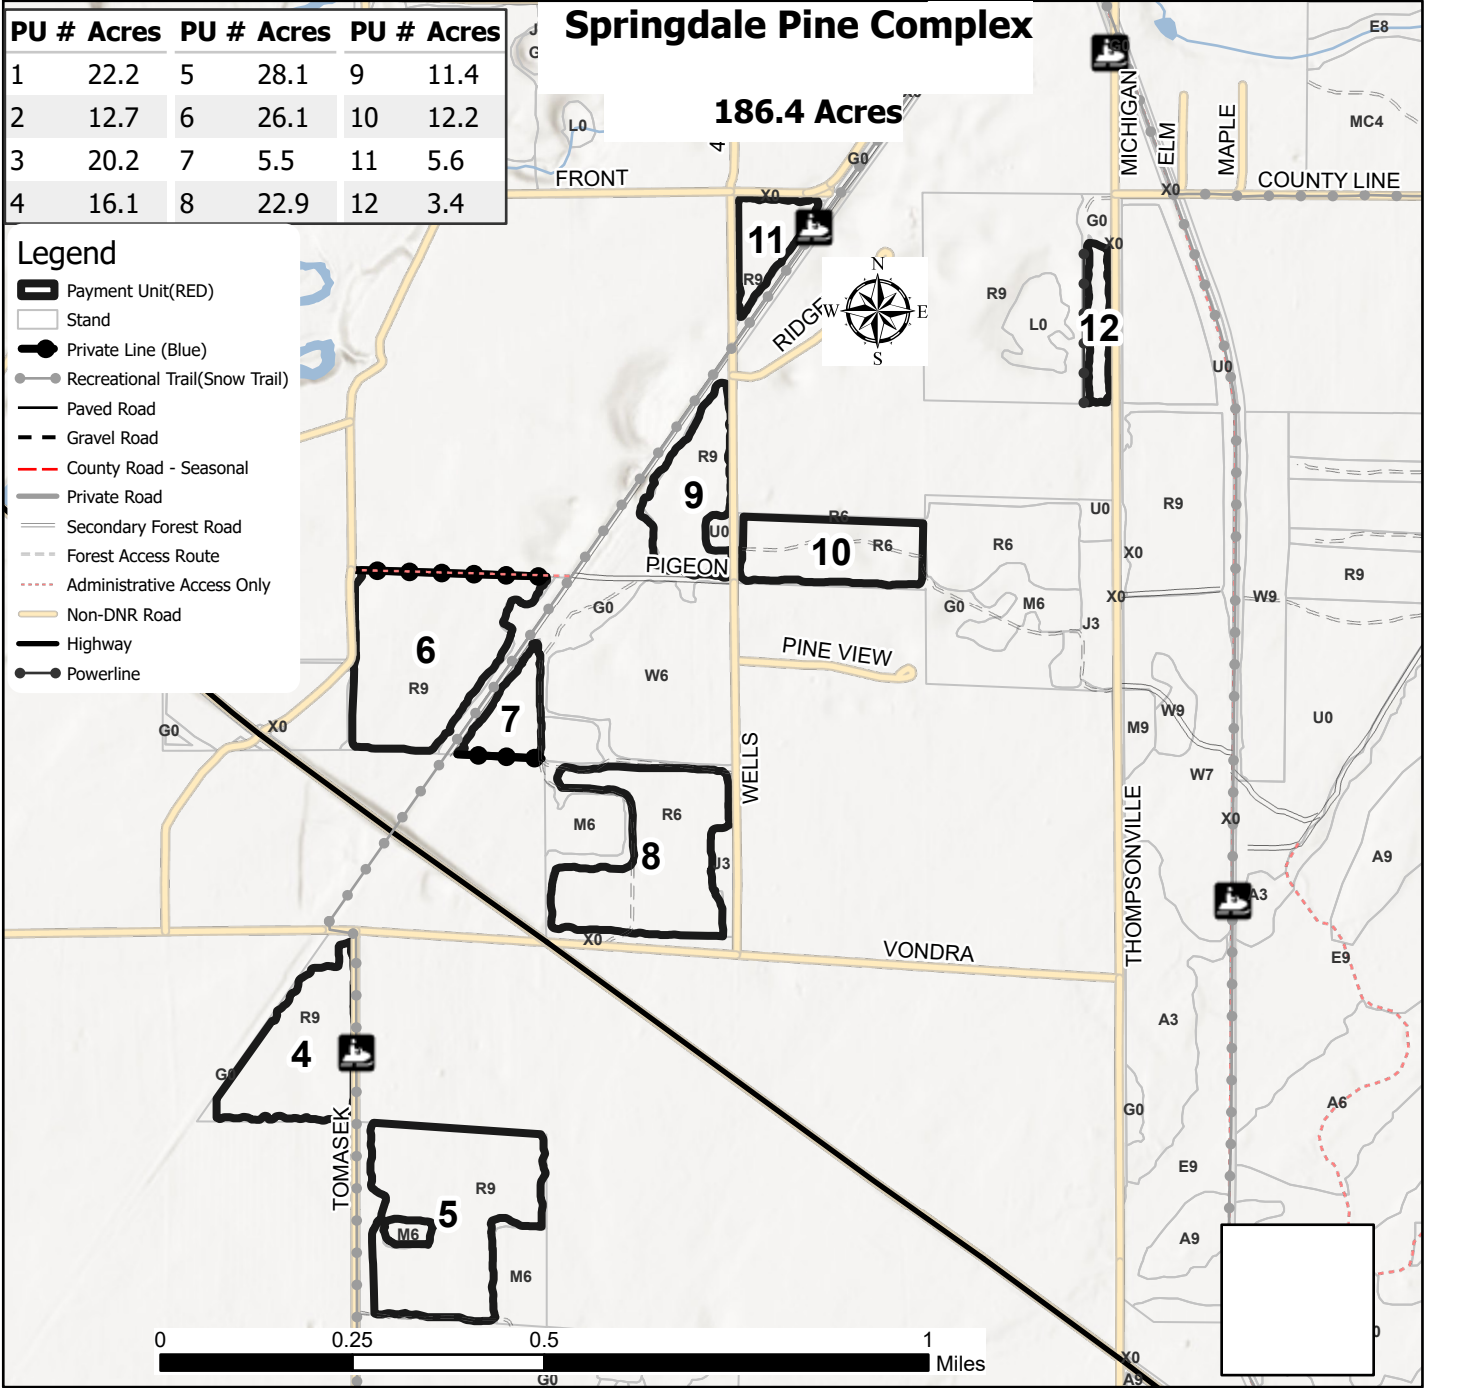 Springdale Pine Complex
186.4 Acres
PU # Acres PU # Acres PU # Acres
1 22.2 5 28.1 9 11.4
2 12.7 6 26.1 10 12.2
3 20.2 7 5.5 11 5.6
4 16.1 8 22.9 12 3.4
Legend
Payment Unit(RED)
Stand
Private Line (Blue)
Recreational Trail(Snow Trail)
Paved Road
Gravel Road
County Road - Seasonal
Private Road
Secondary Forest Road
Forest Access Route
Administrative Access Only
Non-DNR Road
Highway
Powerline
E8
MC4
L0
G0
MICHIGAN
ELM
MAPLE
FRONT
X0
X0
COUNTY LINE
11
R9
G0
X0
N
W E
S
RIDGE
R9
L0
12
U0
R9
9
U0
R6
10
R6
PIGEON
R6
U0
X0
R9
R9
W9
X0
G0
M6
J3
G0
6
R9
7
W6
PINE VIEW
WELLS
G0
X0
M9
W9
U0
W7
X0
R6
M6
8
J3
THOMPSONVILLE
A9
A3
X0
VONDRA
E9
R9
4
G0
A3
A6
G0
TOMASEK
R9
5
M6
M6
E9
A9
0 0.25 0.5 1
Miles
G0
X0
A9